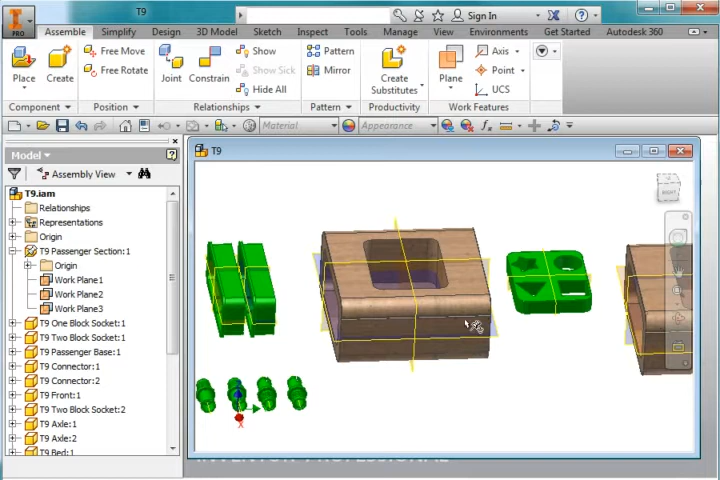 T9
Sign In
PRO
Assemble Simplify Design 3D Model Sketch Inspect Tools Manage View Environments Get Started Autodesk 360
Place
Create
Free Move
Free Rotate
Joint
Constrain
Show
Show Sick
Hide All
Pattern
Mirror
Create
Substitutes
Plane
Axis
Point
UCS
Component
Position
Relationships
Pattern
Productivity
Work Features
Material
Appearance
Model
Assembly View
T9.iam
Relationships
Representations
Origin
T9 Passenger Section:1
Origin
Work Plane1
Work Plane2
Work Plane3
T9 One Block Socket:1
T9 Two Block Socket:1
T9 Passenger Base:1
T9 Connector:1
T9 Connector:2
T9 Front:1
T9 Two Block Socket:2
T9 Axle:1
T9 Axle:2
T9 Bed:1
T9
RIGHT